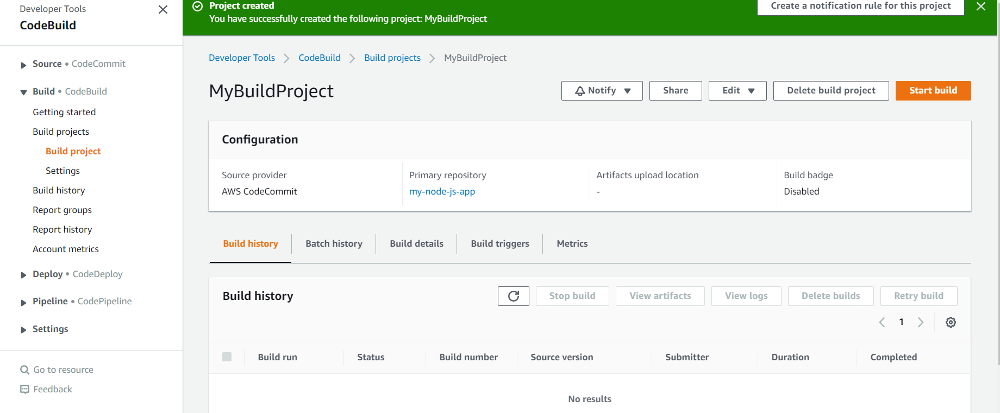 Developer Tools
CodeBuild
Source • CodeCommit
Build • CodeBuild
Getting started
Build projects
Build project
Settings
Build history
Report groups
Report history
Account metrics
Deploy • CodeDeploy
Pipeline • CodePipeline
Settings
Go to resource
Feedback
Project created
You have successfully created the following project: MyBuildProject
Create a notification rule for this project
Developer Tools > CodeBuild > Build projects > MyBuildProject
MyBuildProject
Notify Share Edit Delete build project Start build
Configuration
Source provider Primary repository Artifacts upload location Build badge
AWS CodeCommit my-node-js-app - Disabled
Build history Batch history Build details Build triggers Metrics
Build history Stop build View artifacts View logs Delete builds Retry build
1
Build run Status Build number Source version Submitter Duration Completed
No results